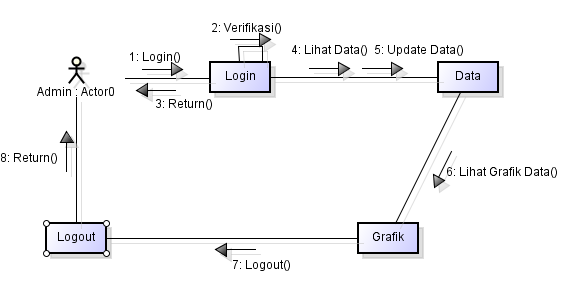 2: Verifikasi()
1: Login()
4: Lihat Data()
5: Update Data()
Login
Data
Admin : Actor0
3: Return()
8: Return()
6: Lihat Grafik Data()
Logout
Grafik
7: Logout()